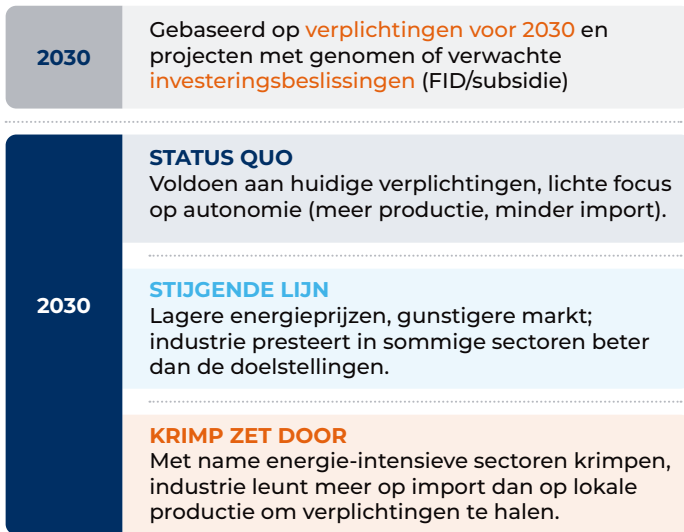 2030
Gebaseerd op verplichtingen voor 2030 en
projecten met genomen of verwachte
investeringsbeslissingen (FID/subsidie)
2030
STATUS QUO
Voldoen aan huidige verplichtingen, lichte focus
op autonomie (meer productie, minder import).
STIJGENDE LIJN
Lagere energieprijzen, gunstigere markt;
industrie presteert in sommige sectoren beter
dan de doelstellingen.
KRIMP ZET DOOR
Met name energie-intensieve sectoren krimpen,
industrie leunt meer op import dan op lokale
productie om verplichtingen te halen.